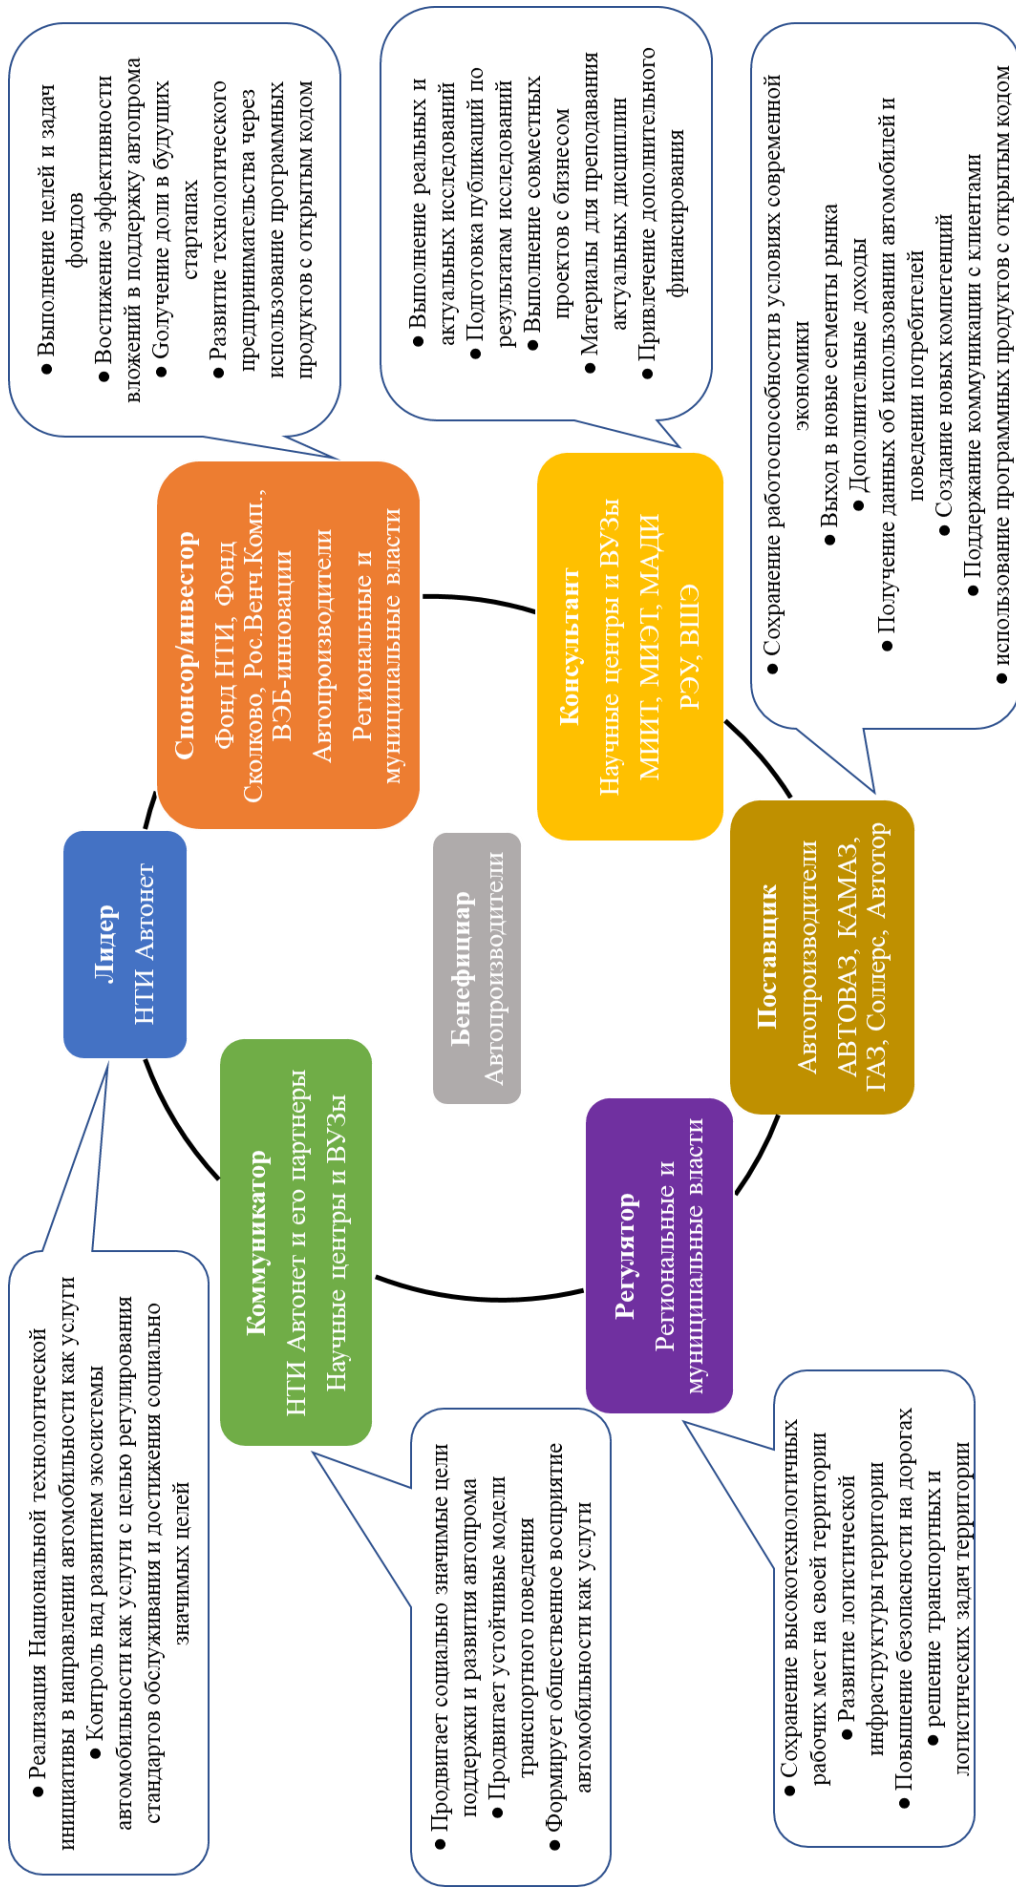 • Реализация Национальной технологической
инициативы в направлении автомобильности как услуги
• Контроль над развитием экосистемы
автомобильности как услуги с целью регулирования
стандартов обслуживания и достижения социально
значимых целей
Лидер
НТИ Автонет
• Выполнение целей и задач
фондов
• Востижение эффективности
вложений в поддержку автопрома
• Gолучение доли в будущих
стартапах
• Развитие технологического
предпринимательства через
использование программных
продуктов с открытым кодом
Спонсор/инвестор
Фонд НТИ, Фонд
Сколково, Рос.Венч.Комп.,
ВЭБ-инновации
Автопроизводители
Региональные и
муниципальные власти
Коммуникатор
НТИ Автонет и его партнеры
Научные центры и ВУЗы
• Продвигает социально значимые цели
поддержки и развития автопрома
• Продвигает устойчивые модели
транспортного поведения
• Формирует общественное восприятие
автомобильности как услуги
Бенефициар
Автопроизводители
• Выполнение реальных и
актуальных исследований
• Подготовка публикаций по
результатам исследований
• Выполнение совместных
проектов с бизнесом
• Материалы для преподавания
актуальных дисциплин
• Привлечение дополнительного
финансирования
Консультант
Научные центры и ВУЗы
МИИТ, МИЭТ, МАДИ
РЭУ, ВШЭ
Регулятор
Региональные и
муниципальные власти
• Сохранение высокотехнологичных
рабочих мест на своей территории
• Развитие логистической
инфраструктуры территории
• Повышение безопасности на дорогах
• решение транспортных и
логистических задач территории
Поставщик
Автопроизводители
АВТОВАЗ, КАМАЗ,
ГАЗ, Соллерс, Автотор
• Сохранение работоспособности в условиях современной
экономики
• Выход в новые сегменты рынка
• Дополнительные доходы
• Получение данных об использовании автомобилей и
поведении потребителей
• Создание новых компетенций
• Поддержание коммуникации с клиентами
• использование программных продуктов с открытым кодом